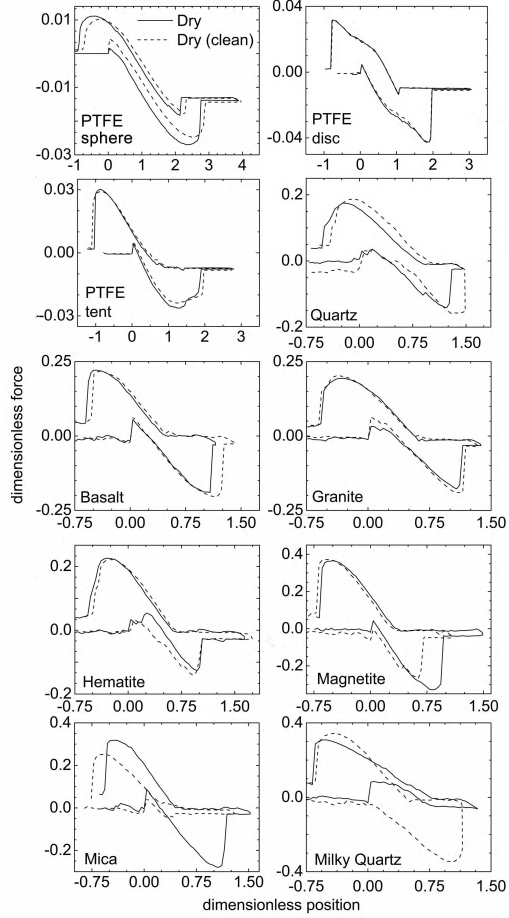 0.01
-0.01
-0.03
-1 0 1 2 3 4 5
Dry
Dry (clean)
PTFE
sphere
0.04
0.00
-0.04
-1 0 1 2 3
PTFE
disc
0.03
0.00
-0.03
-1 0 1 2 3
PTFE
tent
0.2
0.0
-0.2
-0.75 0.00 0.75 1.50
Quartz
dimensionless force
0.25
0.00
-0.25
-0.75 0.00 0.75 1.50
Basalt
0.25
0.00
-0.25
-0.75 0.00 0.75 1.50
Granite
0.2
0.0
-0.2
-0.75 0.00 0.75 1.50
Hematite
0.4
0.2
0.0
-0.2
-0.75 0.00 0.75 1.50
Magnetite
0.4
0.2
0.0
-0.2
-0.75 0.00 0.75 1.50
Mica
0.4
0.0
-0.4
-0.75 0.00 0.75 1.50
Milky Quartz
dimensionless position